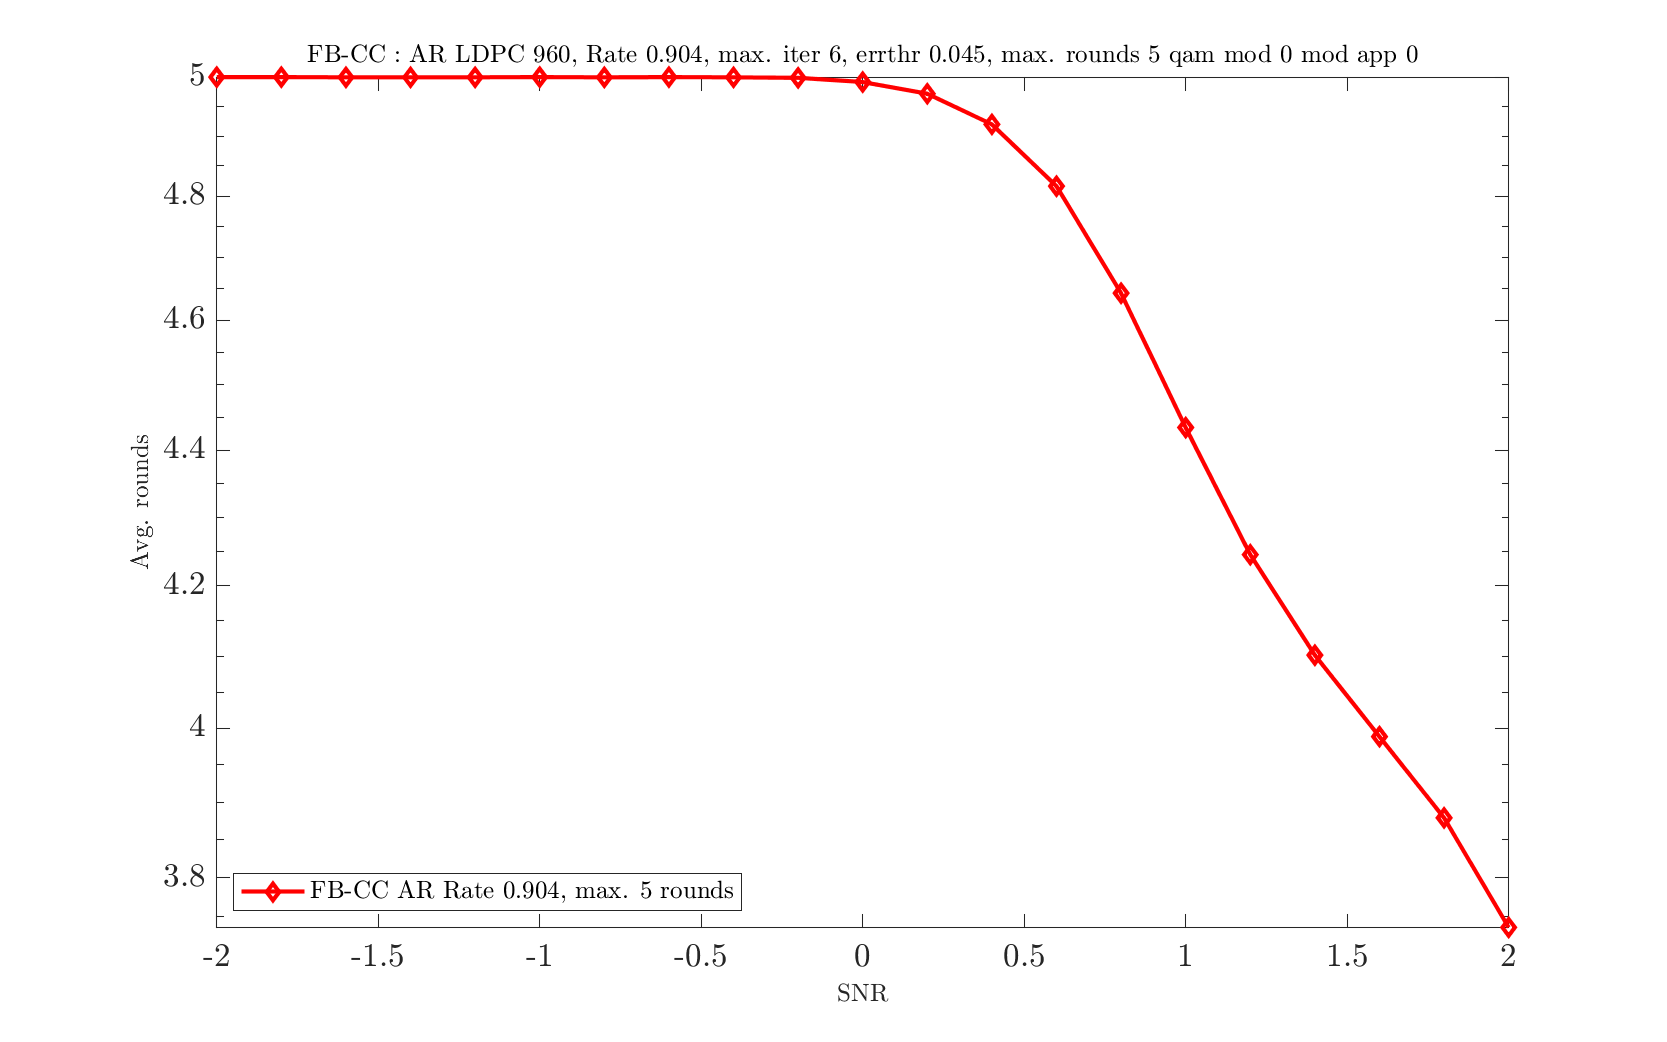 FB-CC : AR LDPC 960, Rate 0.904, max. iter 6, errthr 0.045, max. rounds 5 qam mod 0 mod app 0
5
4.8
4.6
4.4
4.2
4
3.8
Avg. rounds
FB-CC AR Rate 0.904, max. 5 rounds
-2 -1.5 -1 -0.5 0 0.5 1 1.5 2
SNR